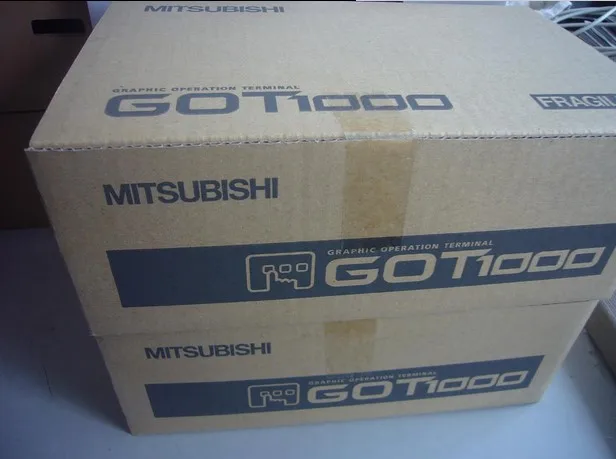 MITSUBISHI
GRAPHIC OPERATION TERMINAL
GOT1000
FRAGIL
MITSUBISHI
GRAPHIC OPERATION TERMINAL
GOT1000
MITSUBISHI
GRAPHIC OPERATION TERMINAL
GOT1000